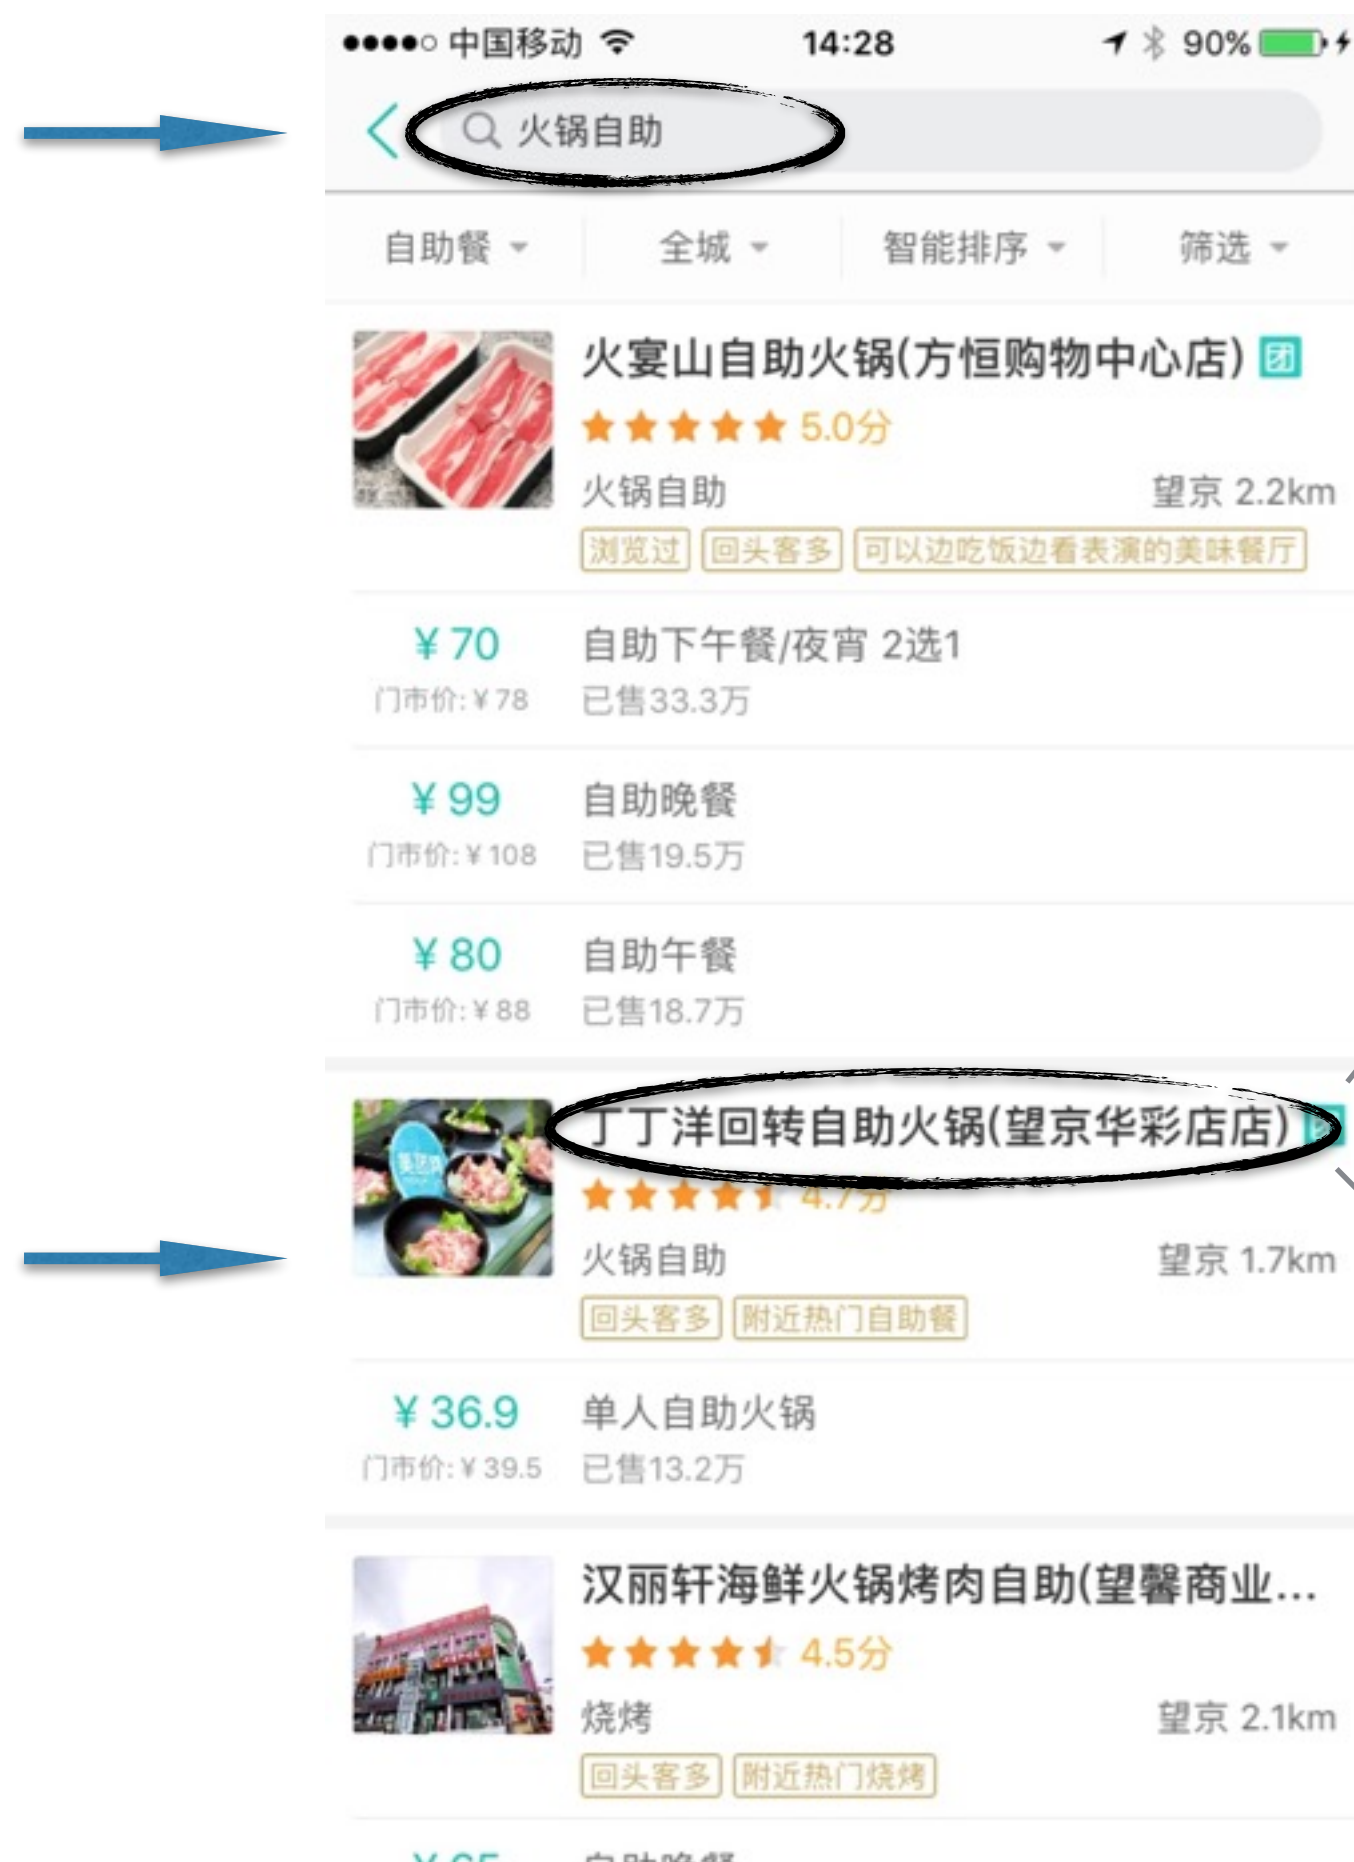 中国移动 14:28 90%
火锅自助
自助餐 全城 智能排序 筛选
火宴山自助火锅(方恒购物中心店) 团
5.0分
火锅自助 望京 2.2km
浏览过 回头客多 可以边吃饭边看表演的美味餐厅
¥70 自助下午餐/夜宵 2选1
门市价:¥78 已售33.3万
¥99 自助晚餐
门市价:¥108 已售19.5万
¥80 自助午餐
门市价:¥88 已售18.7万
丁丁洋回转自助火锅(望京华彩店店)
4.7分
火锅自助 望京 1.7km
回头客多 附近热门自助餐
¥36.9 单人自助火锅
门市价:¥39.5 已售13.2万
汉丽轩海鲜火锅烤肉自助(望馨商业...
4.5分
烧烤 望京 2.1km
回头客多 附近热门烧烤